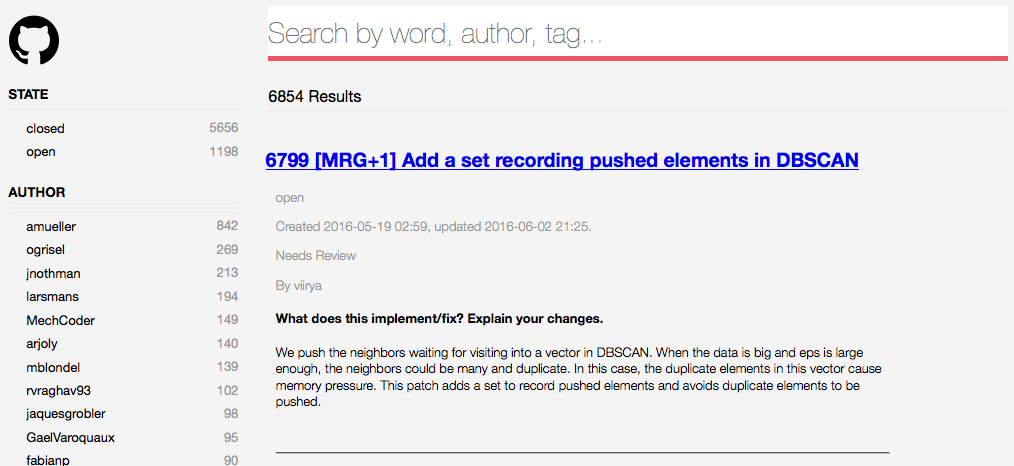 Search by word, author, tag...
STATE
closed 5656
open 1198
AUTHOR
amueller 842
ogrisel 269
jnothman 213
larsmans 194
MechCoder 149
arjoly 140
mblondel 139
rvraghav93 102
jaquesgrobler 98
GaelVaroquaux 95
fabianp 90
6854 Results
6799 [MRG+1] Add a set recording pushed elements in DBSCAN
open
Created 2016-05-19 02:59, updated 2016-06-02 21:25.
Needs Review
By viirya
What does this implement/fix? Explain your changes.
We push the neighbors waiting for visiting into a vector in DBSCAN. When the data is big and eps is large
enough, the neighbors could be many and duplicate. In this case, the duplicate elements in this vector cause
memory pressure. This patch adds a set to record pushed elements and avoids duplicate elements to be
pushed.